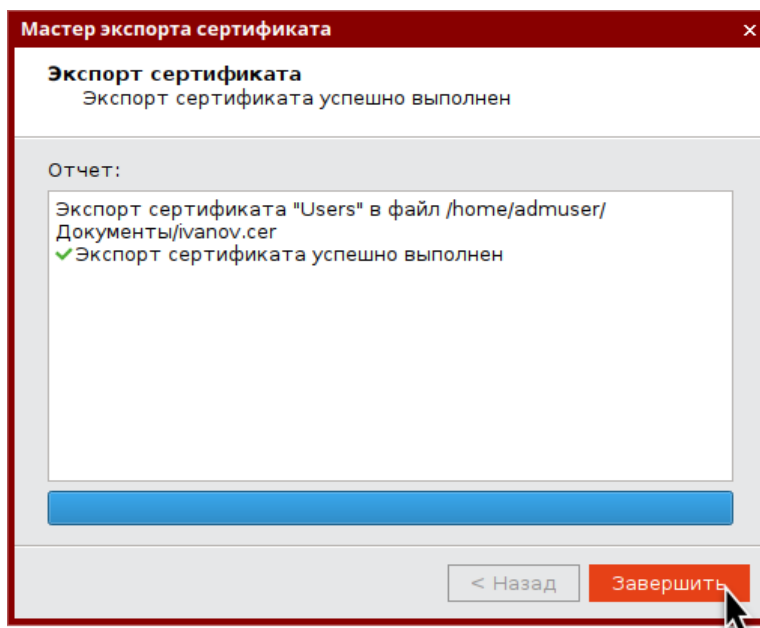 Мастер экспорта сертификата
Экспорт сертификата
Экспорт сертификата успешно выполнен
Отчет:
Экспорт сертификата "Users" в файл /home/admuser/
Документы/ivanov.cer
Экспорт сертификата успешно выполнен
< Назад
Завершить